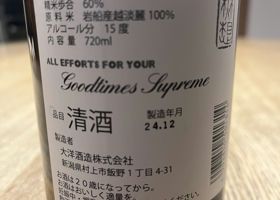 精米歩合 60%
原料米 岩船産越淡麗100%
アルコール分 15度
内容量 720ml
ALL EFFORTS FOR YOUR
Goodtimes Supreme
品目 清酒
製造年月
24.12
製造者
大洋酒造株式会社
新潟県村上市飯野1丁目4-31
お酒は20歳になってから。
お酒はおいしく適量を。